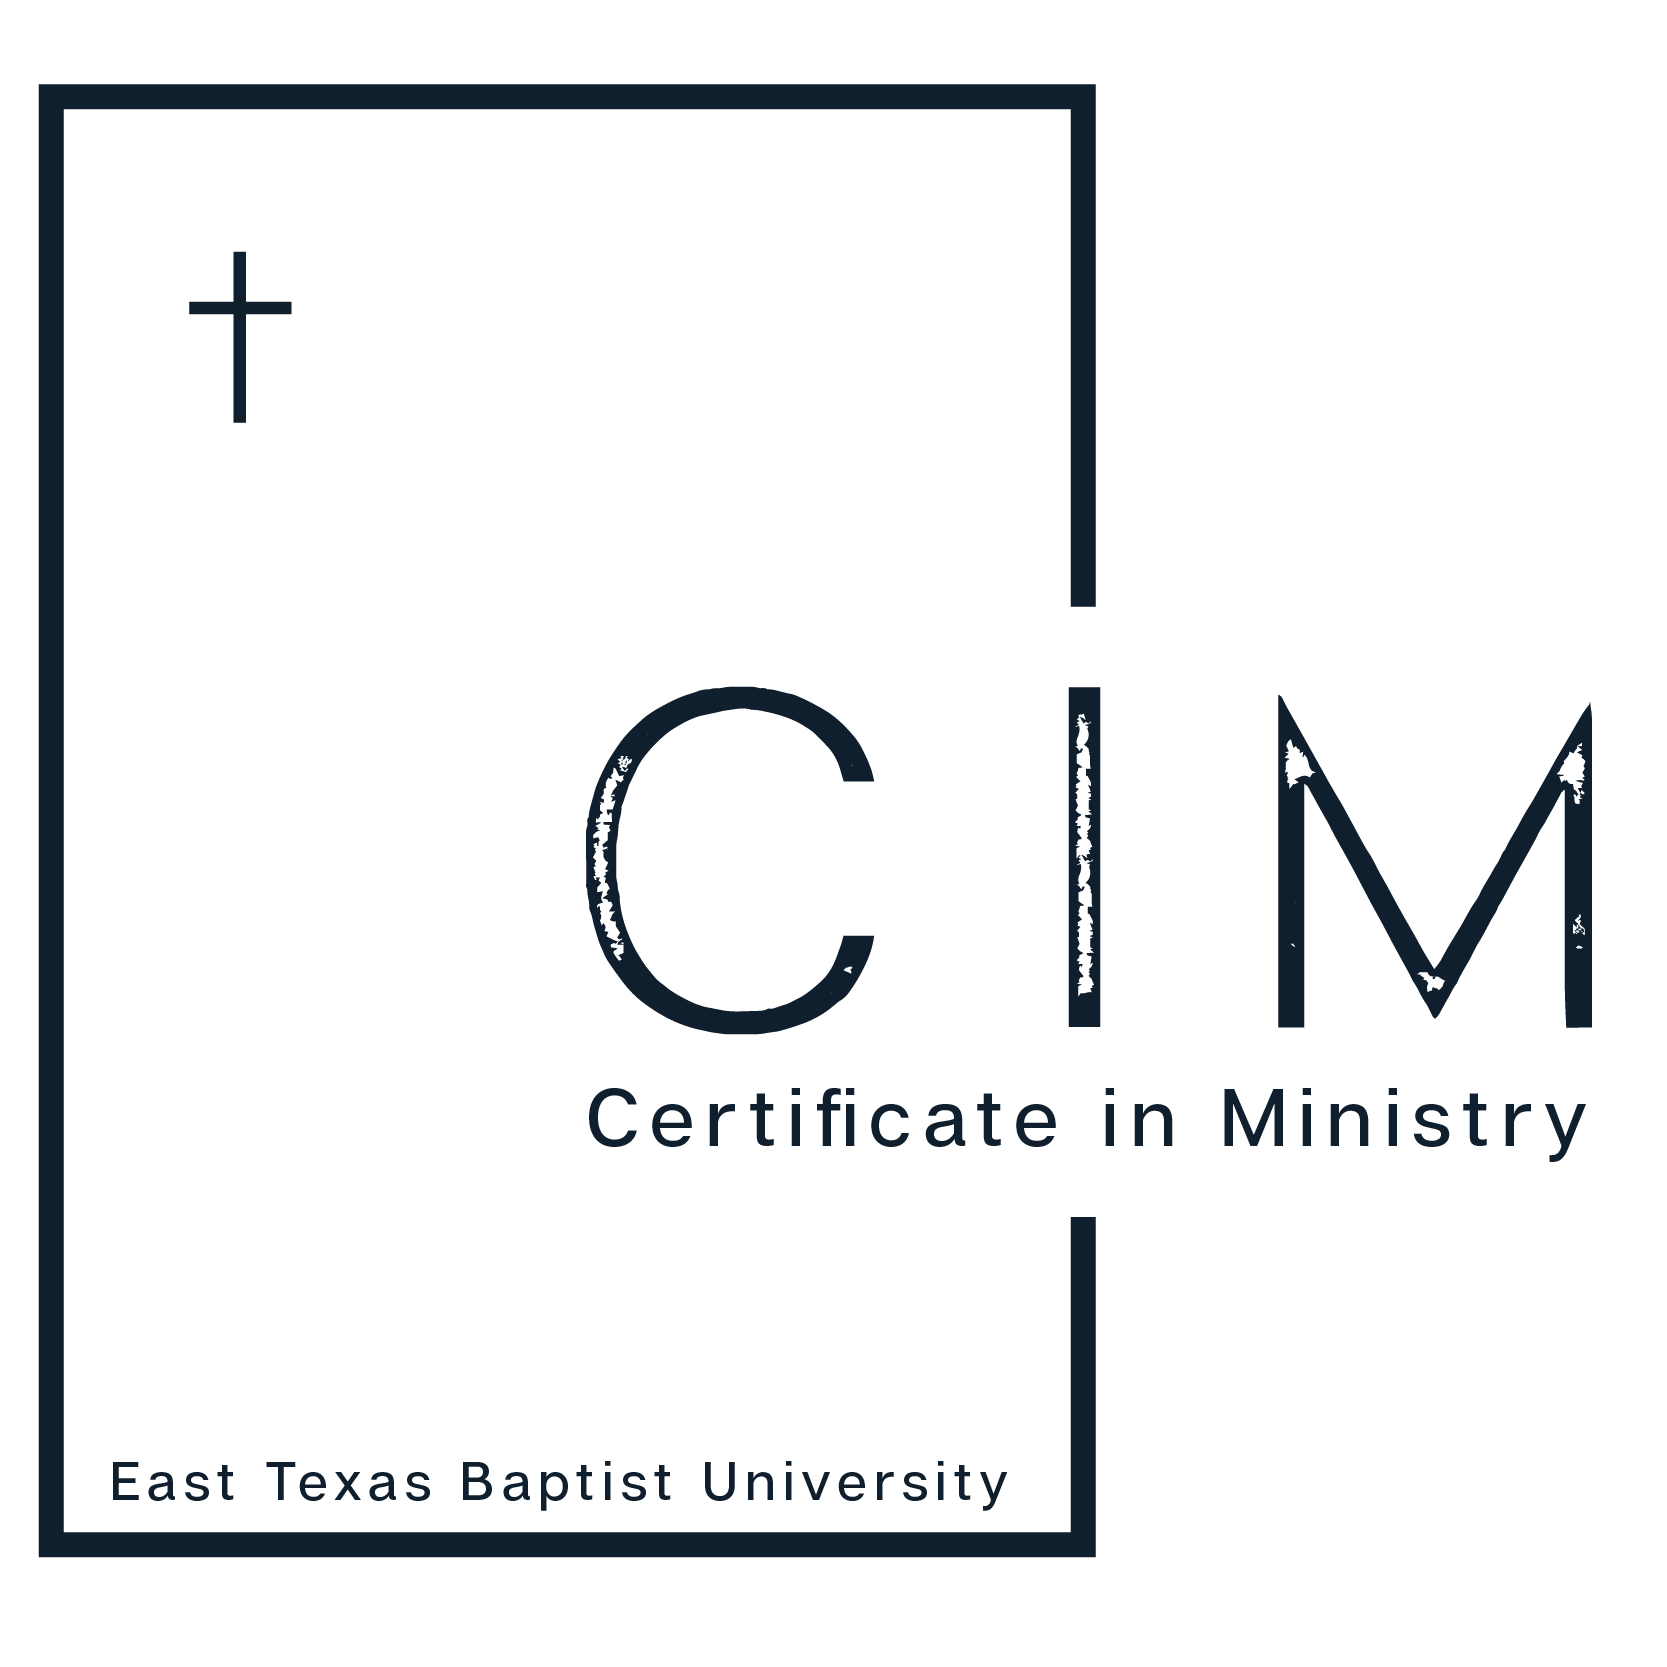 CIM
Certificate in Ministry
East Texas Baptist University